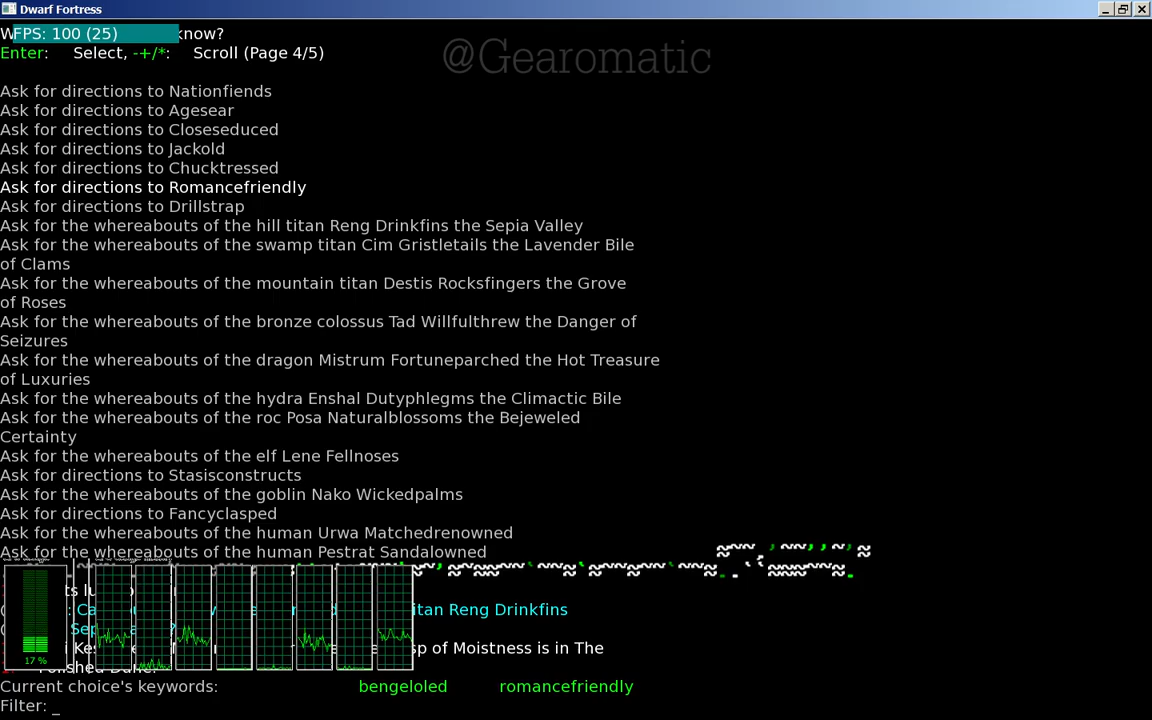 Dwarf Fortress
FPS: 100 (25) know?
Enter: Select, -+/*: Scroll (Page 4/5)
@Gearomatic
Ask for directions to Nationfiends
Ask for directions to Agesear
Ask for directions to Closeseduced
Ask for directions to Jackold
Ask for directions to Chucktressed
Ask for directions to Romancefriendly
Ask for directions to Drillstrap
Ask for the whereabouts of the hill titan Reng Drinkfins the Sepia Valley
Ask for the whereabouts of the swamp titan Cim Gristletails the Lavender Bile
of Clams
Ask for the whereabouts of the mountain titan Destis Rocksfingers the Grove
of Roses
Ask for the whereabouts of the bronze colossus Tad Willfulthrew the Danger of
Seizures
Ask for the whereabouts of the dragon Mistrum Fortuneparched the Hot Treasure
of Luxuries
Ask for the whereabouts of the hydra Enshal Dutyphlegms the Climactic Bile
Ask for the whereabouts of the roc Posa Naturalblossoms the Bejeweled
Certainty
Ask for the whereabouts of the elf Lene Fellnoses
Ask for directions to Stasisconstructs
Ask for the whereabouts of the goblin Nako Wickedpalms
Ask for directions to Fancyclasped
Ask for the whereabouts of the human Urwa Matchedrenowned
Ask for the whereabouts of the human Pestrat Sandalowned
Reng Drinkfins
of Moistness is in The
17 %
Current choice's keywords: bengeloled romancefriendly
Filter: _